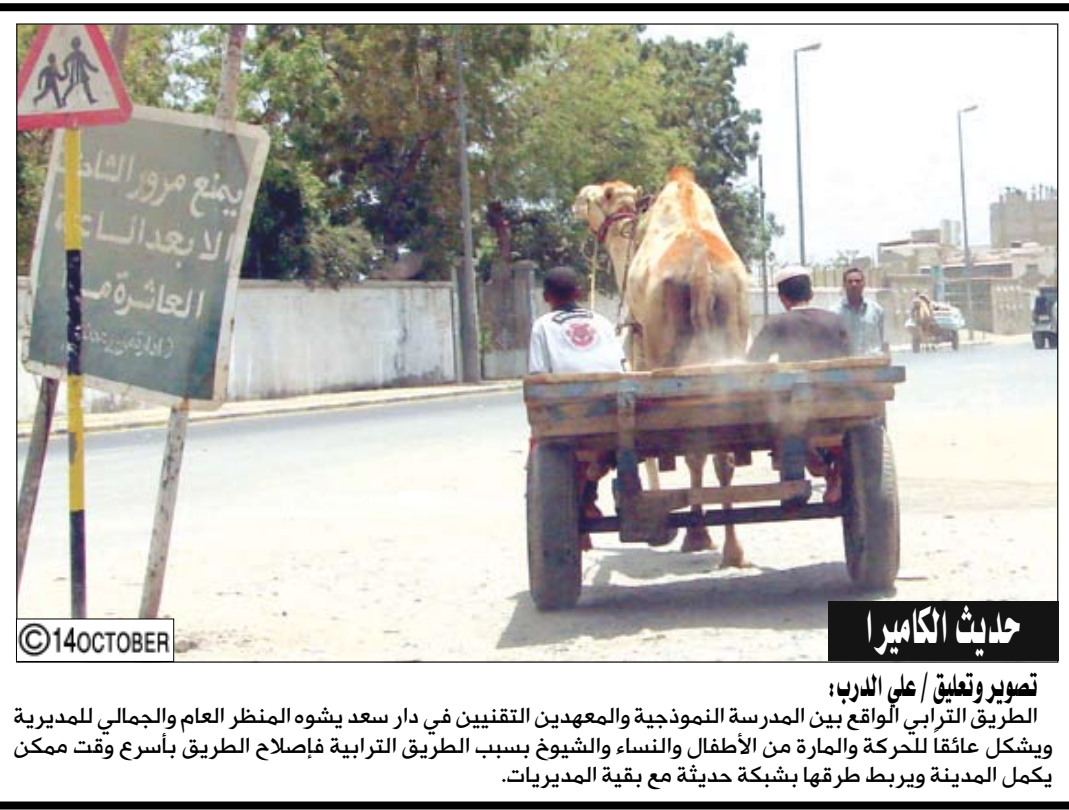 يمنع مرور
الا بعد الساعة
العاشرة
©14OCTOBER
حديث الكاميرا
تصوير وتعليق / علي الدرب:
الطريق الترابي الواقع بين المدرسة النموذجية والمعهدين التقنيين في دار سعد يشوه المنظر العام والجمالي للمديرية
ويشكل عائقاً للحركة والمارة من الأطفال والنساء والشيوخ بسبب الطريق الترابية فإصلاح الطريق بأسرع وقت ممكن
يكمل المدينة ويربط طرقها بشبكة حديثة مع بقية المديريات.